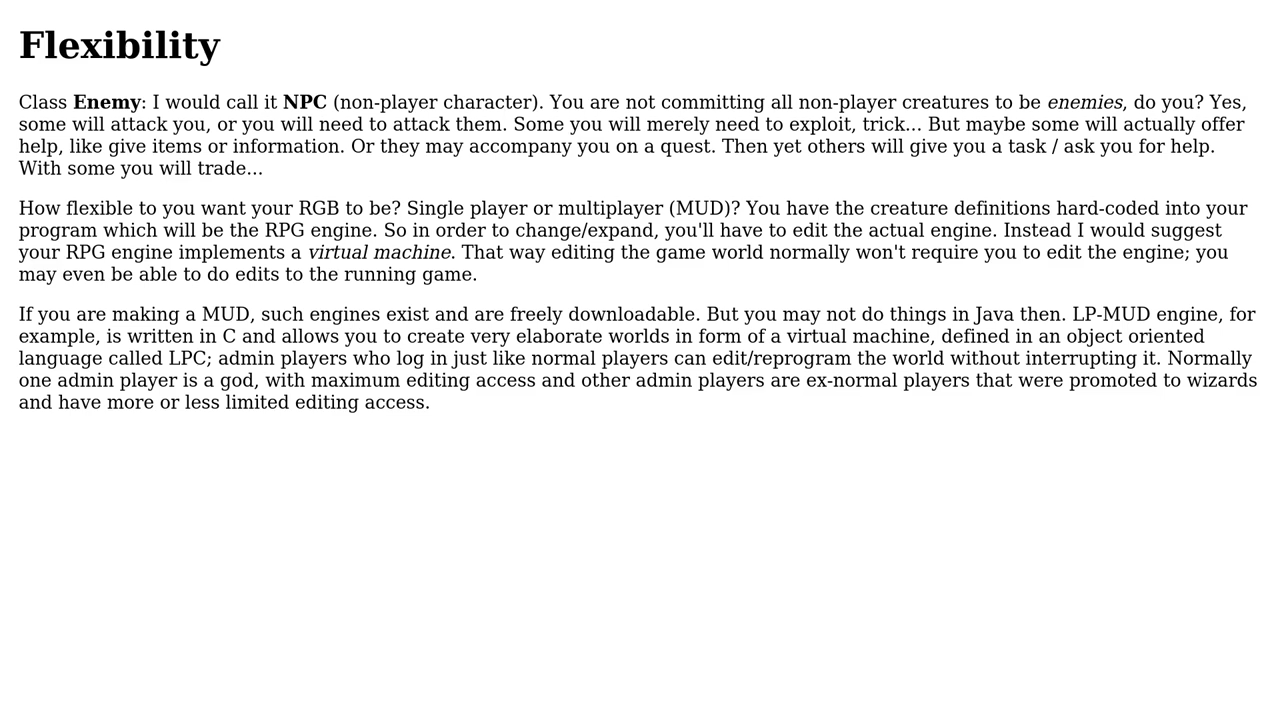 Flexibility
Class Enemy: I would call it NPC (non-player character). You are not committing all non-player creatures to be enemies, do you? Yes,
some will attack you, or you will need to attack them. Some you will merely need to exploit, trick... But maybe some will actually offer
help, like give items or information. Or they may accompany you on a quest. Then yet others will give you a task / ask you for help.
With some you will trade...
How flexible to you want your RGB to be? Single player or multiplayer (MUD)? You have the creature definitions hard-coded into your
program which will be the RPG engine. So in order to change/expand, you'll have to edit the actual engine. Instead I would suggest
your RPG engine implements a virtual machine. That way editing the game world normally won't require you to edit the engine; you
may even be able to do edits to the running game.
If you are making a MUD, such engines exist and are freely downloadable. But you may not do things in Java then. LP-MUD engine, for
example, is written in C and allows you to create very elaborate worlds in form of a virtual machine, defined in an object oriented
language called LPC; admin players who log in just like normal players can edit/reprogram the world without interrupting it. Normally
one admin player is a god, with maximum editing access and other admin players are ex-normal players that were promoted to wizards
and have more or less limited editing access.